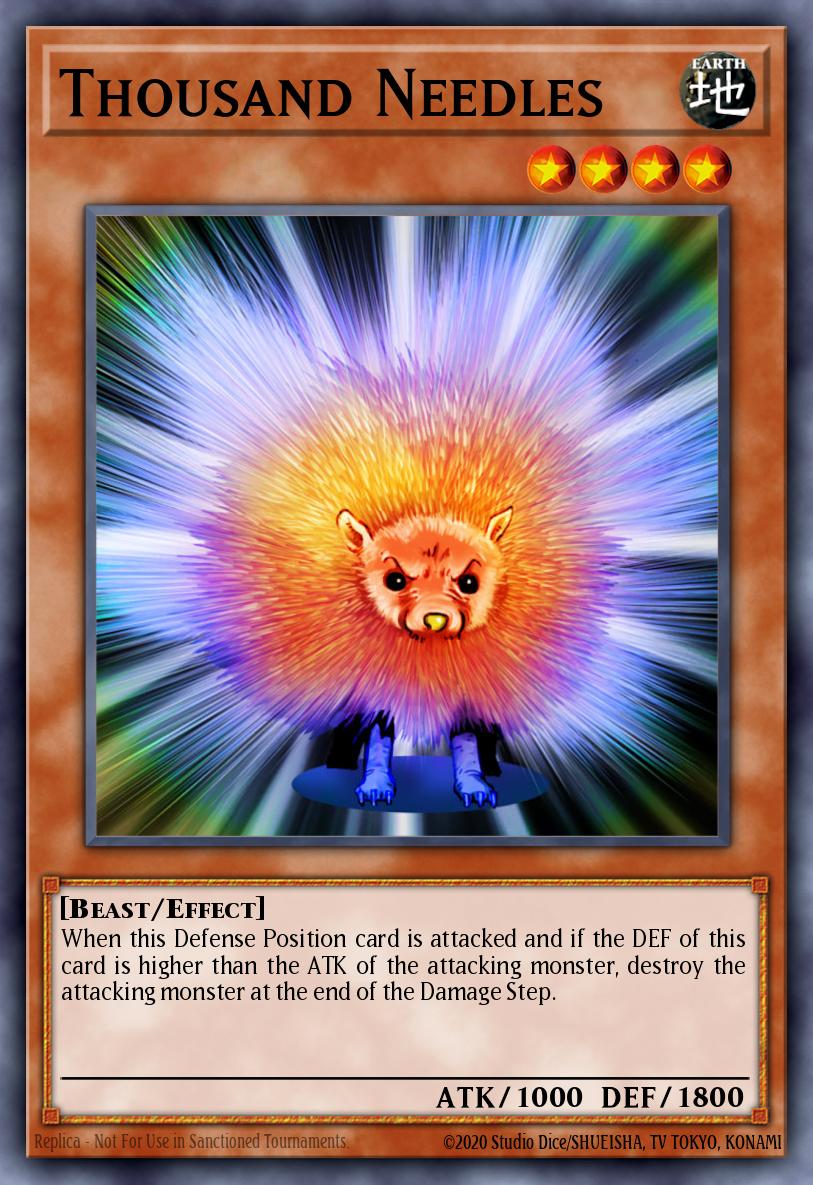 Thousand Needles
EARTH
地
[Beast/Effect]
When this Defense Position card is attacked and if the DEF of this
card is higher than the ATK of the attacking monster, destroy the
attacking monster at the end of the Damage Step.
ATK/1000 DEF/1800
Replica - Not For Use in Sanctioned Tournaments.
©2020 Studio Dice/SHUEISHA, TV TOKYO, KONAMI